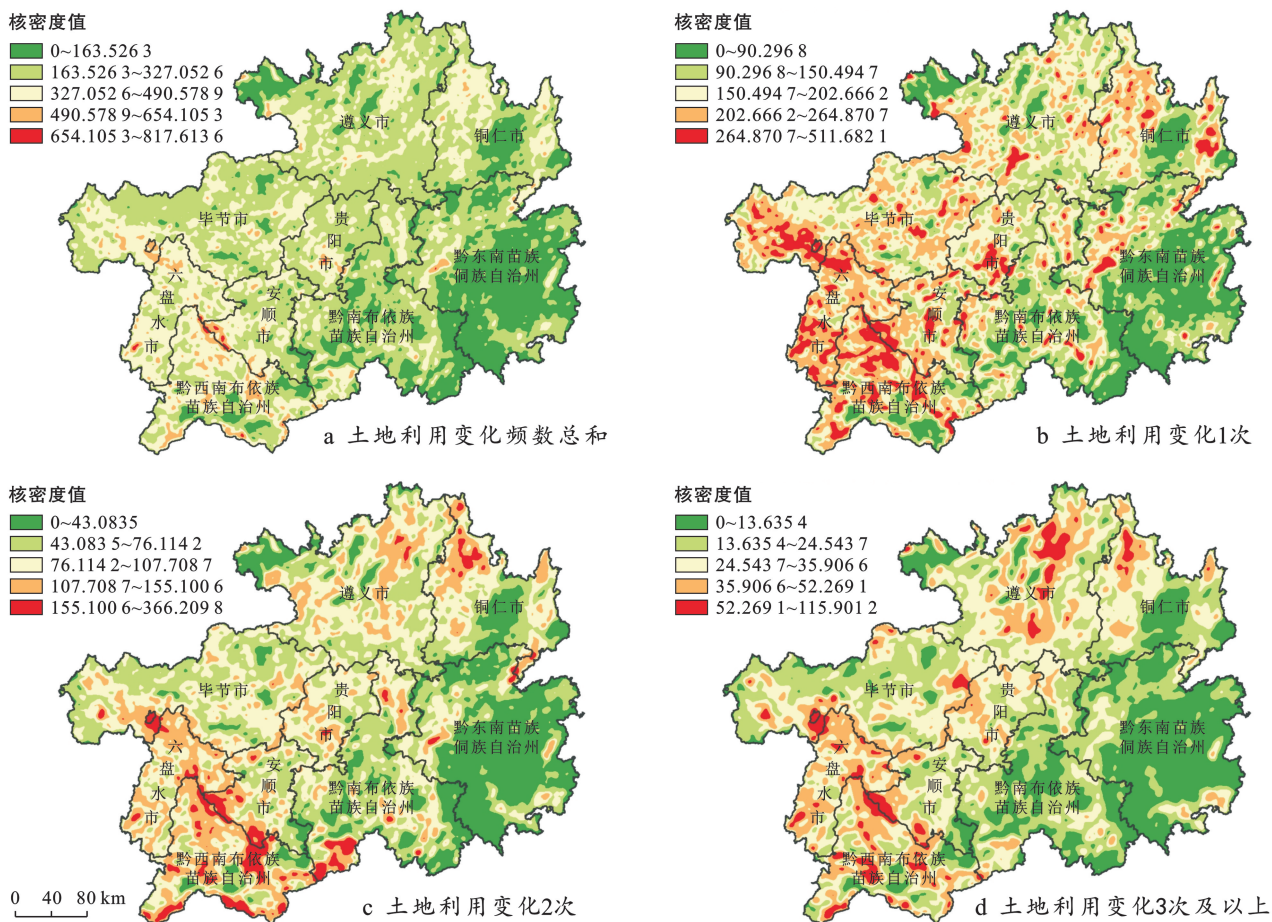 核密度值
0~163.526 3
163.526 3~327.052 6
327.052 6~490.578 9
490.578 9~654.105 3
654.105 3~817.613 6
遵义市
铜仁市
毕节市
贵
阳
市
黔东南苗族
侗族自治州
六
盘
水
市
安
顺
市
黔南布依族
苗族自治州
黔西南布依族
苗族自治州
a 土地利用变化频数总和
核密度值
0~90.296 8
90.296 8~150.494 7
150.494 7~202.666 2
202.666 2~264.870 7
264.870 7~511.682 1
遵义市
铜仁市
毕节市
贵
阳
市
黔东南苗族
侗族自治州
六
盘
水
市
安
顺
市
黔南布依族
苗族自治州
黔西南布依族
苗族自治州
b 土地利用变化1次
核密度值
0~43.0835
43.083 5~76.114 2
76.114 2~107.708 7
107.708 7~155.100 6
155.100 6~366.209 8
遵义市
铜仁市
毕节市
贵
阳
市
黔东南苗族
侗族自治州
六
盘
水
市
安
顺
市
黔南布依族
苗族自治州
黔西南布依族
苗族自治州
0 40 80 km
c 土地利用变化2次
核密度值
0~13.635 4
13.635 4~24.543 7
24.543 7~35.906 6
35.906 6~52.269 1
52.269 1~115.901 2
遵义市
铜仁市
毕节市
贵
阳
市
黔东南苗族
侗族自治州
六
盘
水
市
安
顺
市
黔南布依族
苗族自治州
黔西南布依族
苗族自治州
d 土地利用变化3次及以上